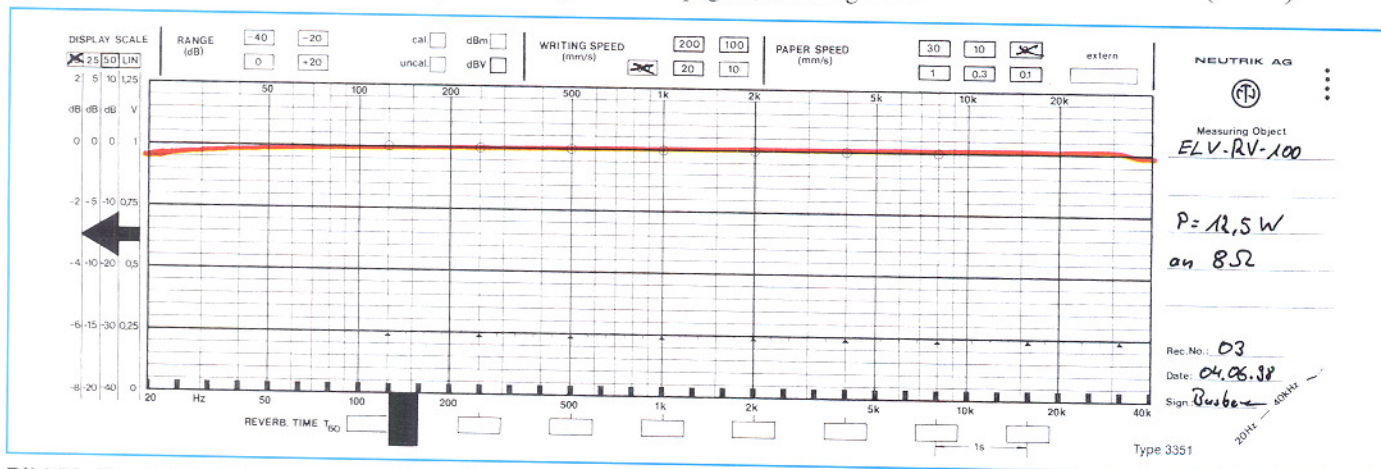 DISPLAY SCALE
25 50 LIN
RANGE (dB)
-40 -20
0 +20
cal. dBm
uncal. dBV
WRITING SPEED (mm/s)
200 100
20 10
PAPER SPEED (mm/s)
30 10
1 0.3 0.1
extern
NEUTRIK AG
2 5 10 1,25
dB dB dB V
0 0 0 1
-2 -5 -10 0,75
-4 -10 -20 0,5
-6 -15 -30 0,25
-8 -20 -40 0
50 100 200 500 1k 2k 5k 10k 20k
20 Hz 50 100 200 500 1k 2k 5k 10k 20k 40k
REVERB. TIME T60
1s
Type 3351
Measuring Object
ELV-RV-100
P= 12,5 W
an 8Ω
Rec.No.: 03
Date: 04.06.98
Sign.:
20Hz — 40kHz